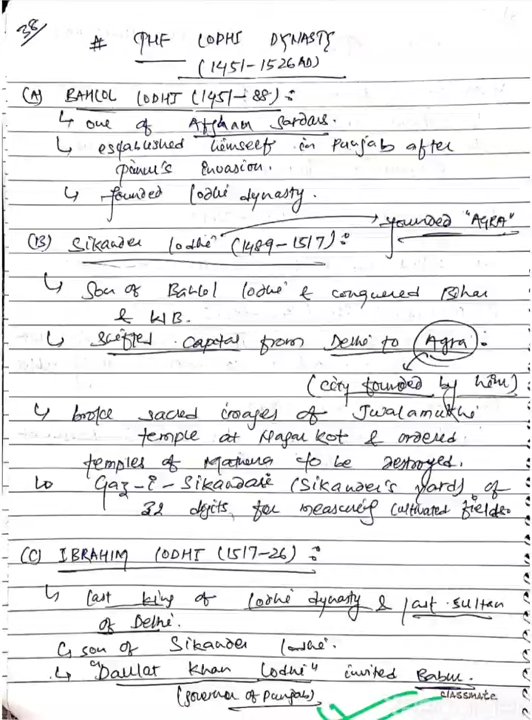 38/
# THE LODHI DYNASTY
(1451-1526AD)
(A) BAHLOL LODHI (1451-88):
↳ one of Afghan Sardars.
↳ established himself in Punjab after
Timur's Invasion.
↳ founded lodhi dynasty.
→ founded "AGRA"
(B) Sikander lodhi (1489-1517):
↳ Son of Bahlol lodhi & conquered Bihar
& W.B.
↳ shifted capital from Delhi to Agra:
(city founded by him)
↳ broke sacred images of Jwalamukhi
temple at Nagar kot & ordered
temples of Mathura to be destroyed.
↳ Gaz-E-Sikandari (Sikander's yard) of
32 digits, for measuring cultivated fields
(C) IBRAHIM LODHI (1517-26):
↳ last king of lodhi dynasty & last sultan
of Delhi.
↳ son of Sikander lodhi.
↳ "Daulat Khan Lodhi" invited Babur.
(governor of Punjab)
classmate